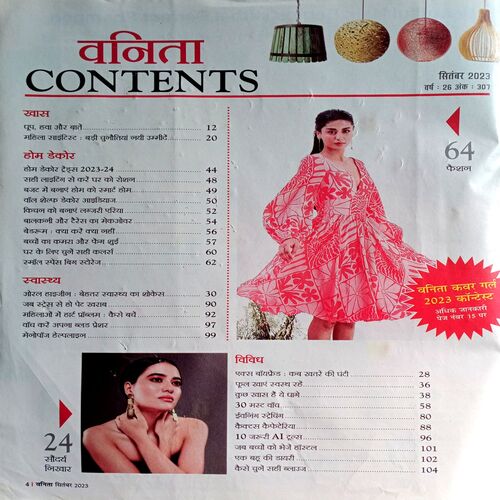 वनिता
CONTENTS
सितंबर 2023
वर्ष : 26 अंक : 307
खास
धूप, हवा और बातें 12
महिला साइंटिस्ट : बड़ी चुनौतियां नयी उम्मीदें 20
होम डेकोर
होम डेकोर ट्रेंड्स 2023-24 44
सही लाइटिंग से करें घर को रोशन 48
बजट में बनाएं होम को स्मार्ट होम 49
वॉल शेल्फ डेकोर आइडियाज 50
किचन को बनाएं लग्जरी एरिया 52
बालकनी और टैरेस का मेकओवर 54
बेडरूम : क्या करें क्या नहीं 56
बच्चों का कमरा और फेंग शुई 57
घर के लिए चुनें सही कलर्स 60
स्मॉल स्पेस बिग स्टोरेज 62
स्वास्थ्य
ओरल हाइजीन : बेहतर स्वास्थ्य का शोकेस 30
जब स्ट्रेस से हो पेट खराब 90
महिलाओं में हार्ट प्रॉब्लम : कैसे बचें 92
वॉच करें अपना ब्लड प्रेशर 97
मेनोपॉज हेल्पलाइन 99
64
फैशन
वनिता कवर गर्ल
2023 कॉन्टेस्ट
अधिक जानकारी
पेज नंबर 15 पर
24
सौंदर्य
निखार
विविध
एक्स बॉयफ्रेंड : कब खतरे की घंटी 28
फूल खाएं स्वस्थ रहें 36
कुछ खास हैं ये धागे 38
30 मस्ट वॉच 58
ईवनिंग स्ट्रेचिंग 80
कैक्टस कैफेटेरिया 88
10 जरूरी AI टूल्स 96
जब बच्चों को भेजें हॉस्टल 101
एक बहू की डायरी 102
कैसे चुनें सही ब्लाउज 104
4 | वनिता सितंबर 2023